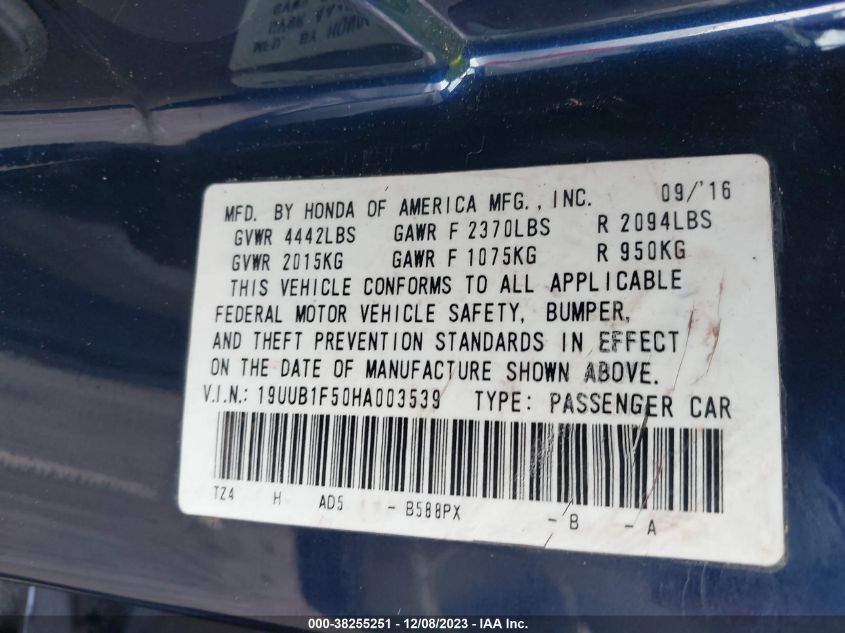 MFD. BY HONDA OF AMERICA MFG., INC. 09/'16
GVWR 4442LBS GAWR F 2370LBS R 2094LBS
GVWR 2015KG GAWR F 1075KG R 950KG
THIS VEHICLE CONFORMS TO ALL APPLICABLE
FEDERAL MOTOR VEHICLE SAFETY, BUMPER,
AND THEFT PREVENTION STANDARDS IN EFFECT
ON THE DATE OF MANUFACTURE SHOWN ABOVE.
V.I.N.: 19UUB1F50HA003539 TYPE: PASSENGER CAR
TZ4 H AD5 - B588PX - B - A
000-38255251 - 12/08/2023 - IAA Inc.